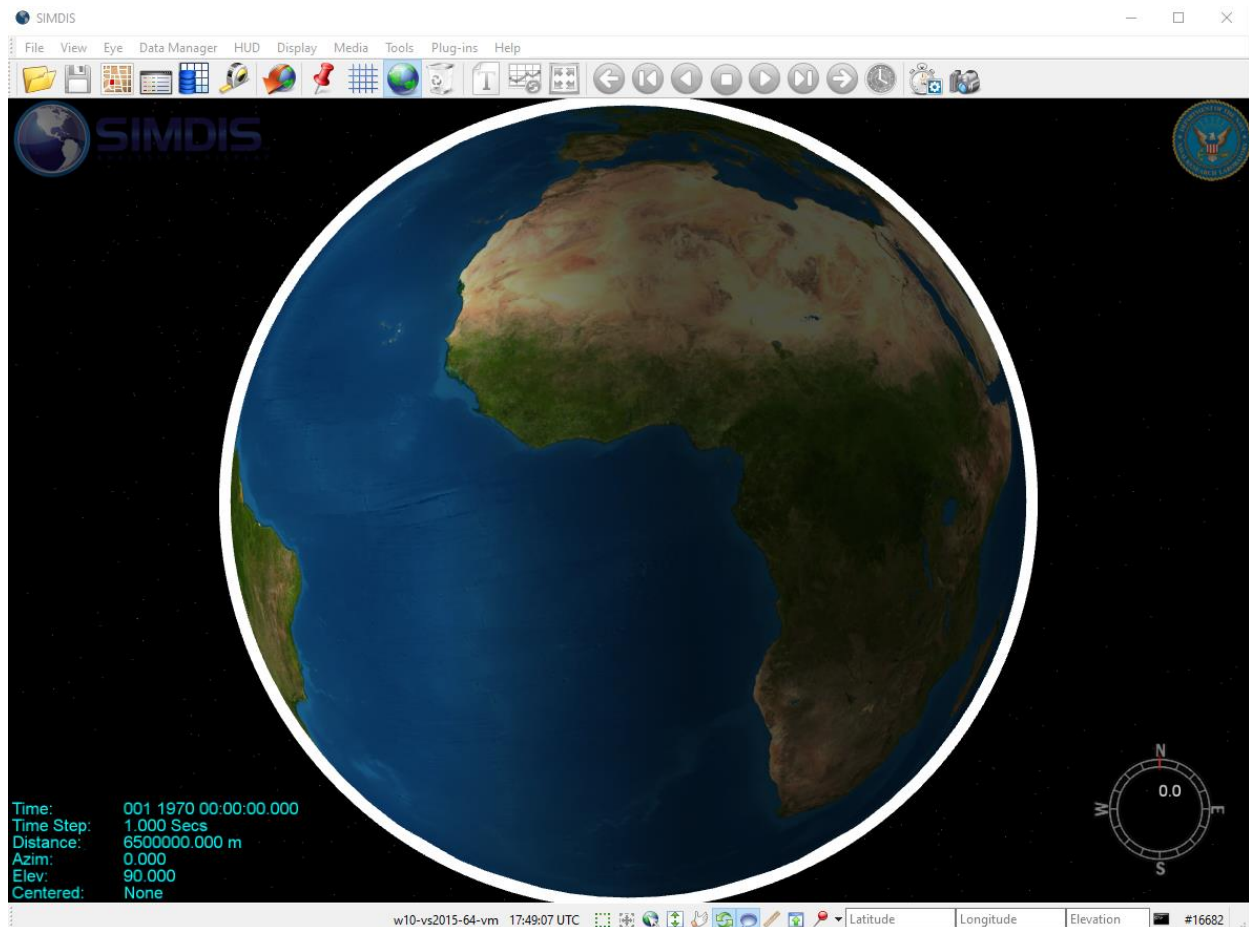 SIMDIS
File View Eye Data Manager HUD Display Media Tools Plug-ins Help
SIMDIS
Time: 001 1970 00:00:00.000
Time Step: 1.000 Secs
Distance: 6500000.000 m
Azim: 0.000
Elev: 90.000
Centered: None
N
W 0.0 E
S
w10-vs2015-64-vm 17:49:07 UTC Latitude Longitude Elevation #16682